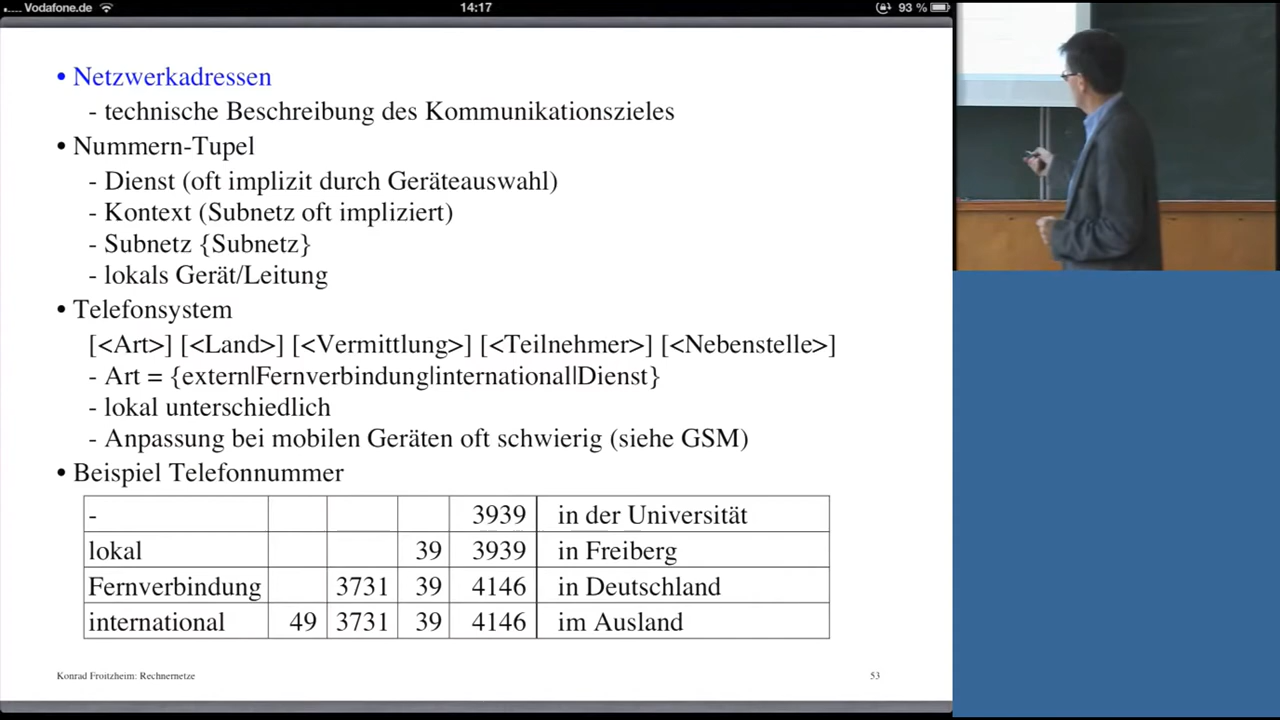 Vodafone.de 14:17 93 %
• Netzwerkadressen
- technische Beschreibung des Kommunikationszieles
• Nummern-Tupel
- Dienst (oft implizit durch Geräteauswahl)
- Kontext (Subnetz oft impliziert)
- Subnetz {Subnetz}
- lokals Gerät/Leitung
• Telefonsystem
[<Art>] [<Land>] [<Vermittlung>] [<Teilnehmer>] [<Nebenstelle>]
- Art = {extern|Fernverbindung|international|Dienst}
- lokal unterschiedlich
- Anpassung bei mobilen Geräten oft schwierig (siehe GSM)
• Beispiel Telefonnummer
- 3939 in der Universität
lokal 39 3939 in Freiberg
Fernverbindung 3731 39 4146 in Deutschland
international 49 3731 39 4146 im Ausland
Konrad Froitzheim: Rechnernetze 53